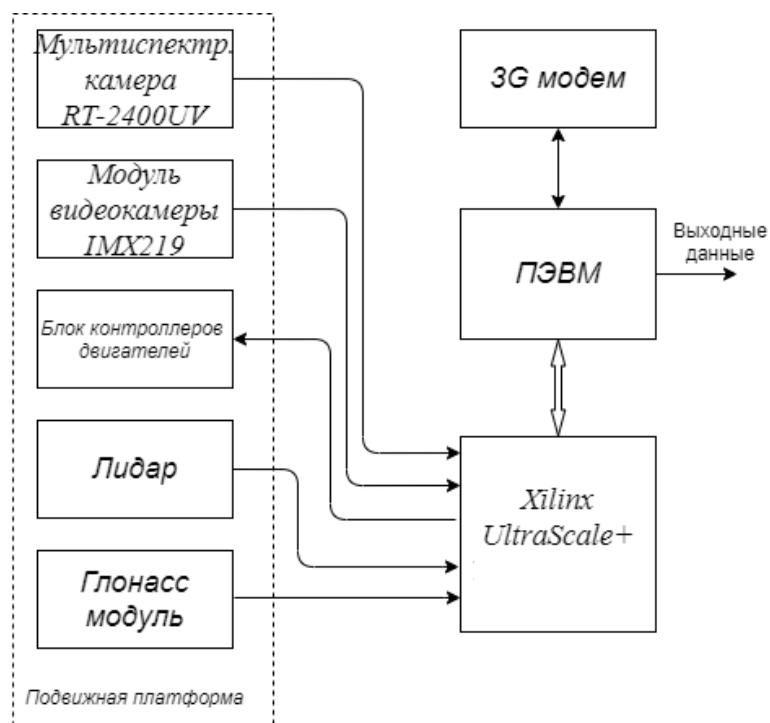 Мультиспектр.
камера
RT-2400UV
3G модем
Модуль
видеокамеры
IMX219
ПЭВМ
Выходные
данные
Блок контроллеров
двигателей
Лидар
Xilinx
UltraScale+
Глонасс
модуль
Подвижная платформа